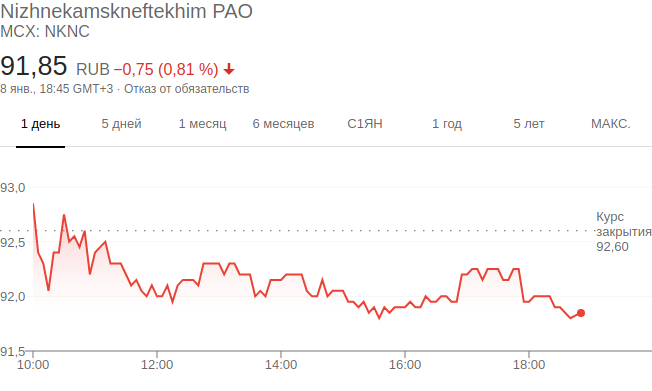 Nizhnekamskneftekhim PAO
MCX: NKNC
91,85 RUB −0,75 (0,81 %)
8 янв., 18:45 GMT+3 · Отказ от обязательств
1 день 5 дней 1 месяц 6 месяцев С1ЯН 1 год 5 лет МАКС.
93,0
Курс
закрытия
92,60
92,5
92,0
91,5
10:00 12:00 14:00 16:00 18:00